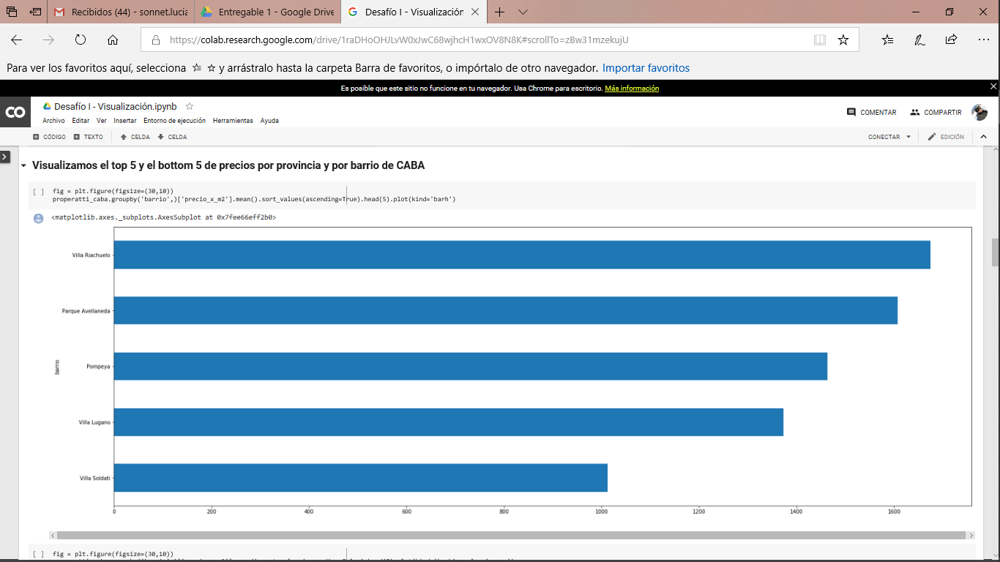 Recibidos (44) - sonnet.lucia
Entregable 1 - Google Drive
Desafío I - Visualización
https://colab.research.google.com/drive/1raDHoOHJLvW0xJwC68wjhcH1wxOV8N8K#scrollTo=zBw31mzekujU
Para ver los favoritos aquí, selecciona y arrástralo hasta la carpeta Barra de favoritos, o impórtalo de otro navegador. Importar favoritos
Es posible que este sitio no funcione en tu navegador. Usa Chrome para escritorio. Más información
CO
Desafío I - Visualización.ipynb
Archivo Editar Ver Insertar Entorno de ejecución Herramientas Ayuda
COMENTAR COMPARTIR
CÓDIGO TEXTO CELDA CELDA
CONECTAR EDICIÓN
Visualizamos el top 5 y el bottom 5 de precios por provincia y por barrio de CABA
[ ] fig = plt.figure(figsize=(30,10))
properatti_caba.groupby('barrio',)['precio_x_m2'].mean().sort_values(ascending=True).head(5).plot(kind='barh')
<matplotlib.axes._subplots.AxesSubplot at 0x7fee66eff2b0>
Villa Riachuelo
Parque Avellaneda
Pompeya
barrio
Villa Lugano
Villa Soldati
0 200 400 600 800 1000 1200 1400 1600
[ ] fig = plt.figure(figsize=(30,10))